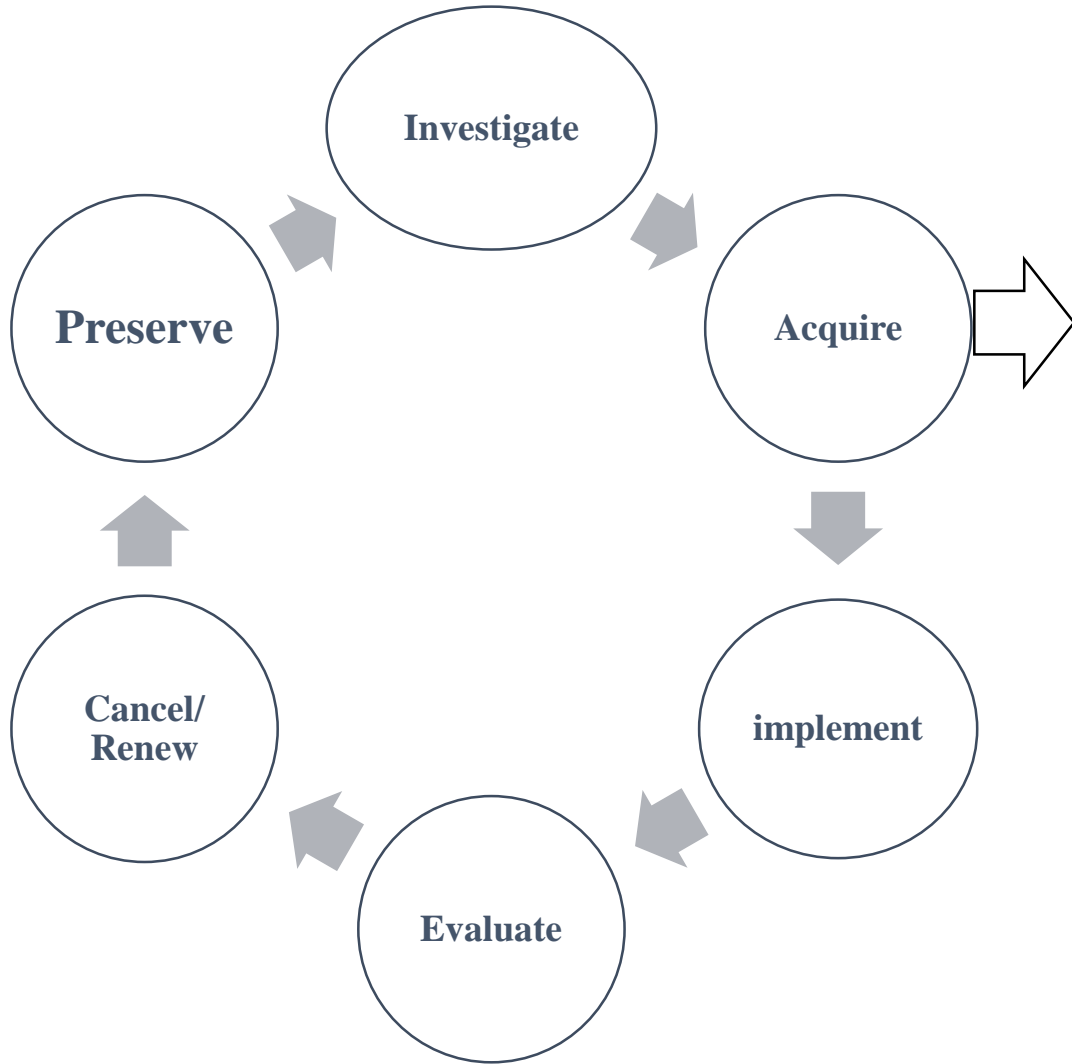 Investigate
Acquire
implement
Evaluate
Cancel/
Renew
Preserve